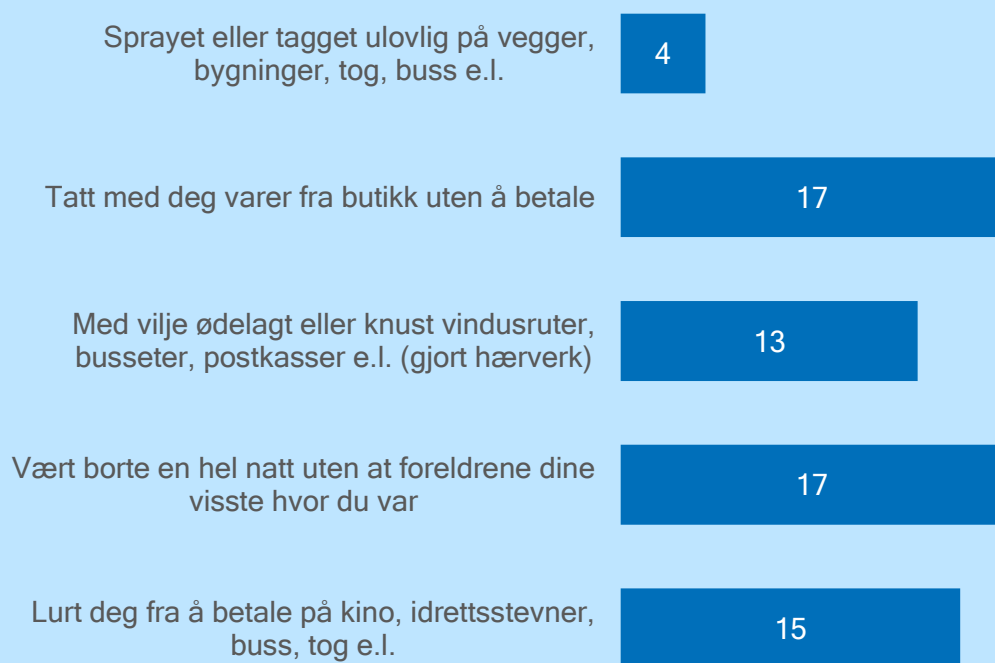 Sprayet eller tagget ulovlig på vegger,
bygninger, tog, buss e.l.
4
Tatt med deg varer fra butikk uten å betale
17
Med vilje ødelagt eller knust vindusruter,
busseter, postkasser e.l. (gjort hærverk)
13
Vært borte en hel natt uten at foreldrene dine
visste hvor du var
17
Lurt deg fra å betale på kino, idrettsstevner,
buss, tog e.l.
15